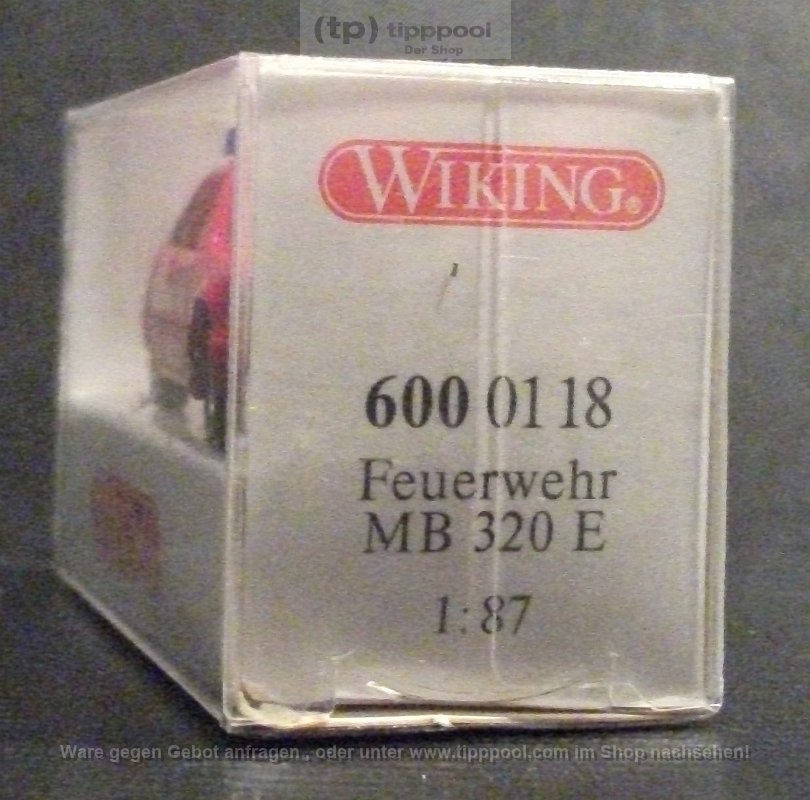 (tp) tipppool
Der Shop
WIKING®
600 01 18
Feuerwehr
MB 320 E
1:87
Ware gegen Gebot anfragen , oder unter www.tipppool.com im Shop nachsehen!